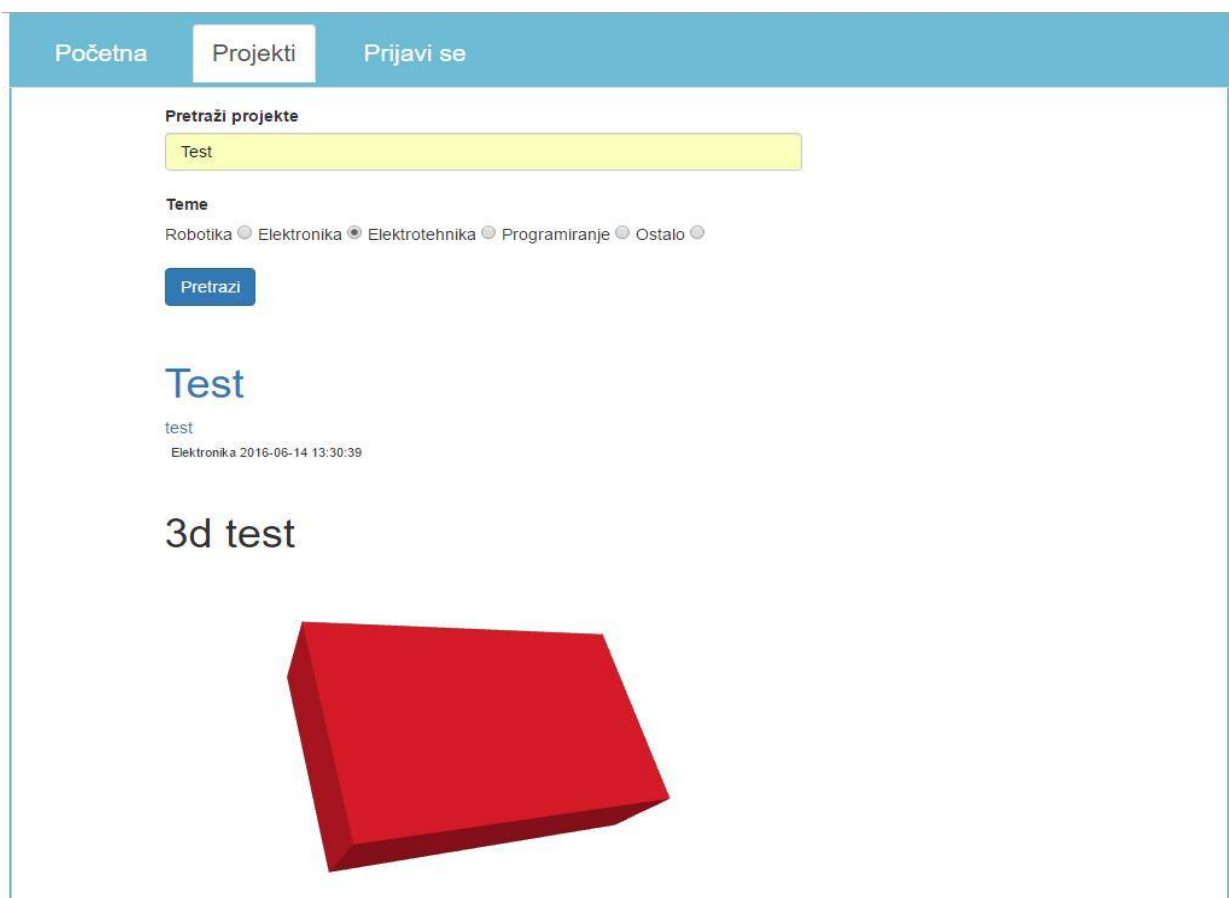 Početna Projekti Prijavi se
Pretraži projekte
Test
Teme
Robotika Elektronika Elektrotehnika Programiranje Ostalo
Pretrazi
Test
test
Elektronika 2016-06-14 13:30:39
3d test